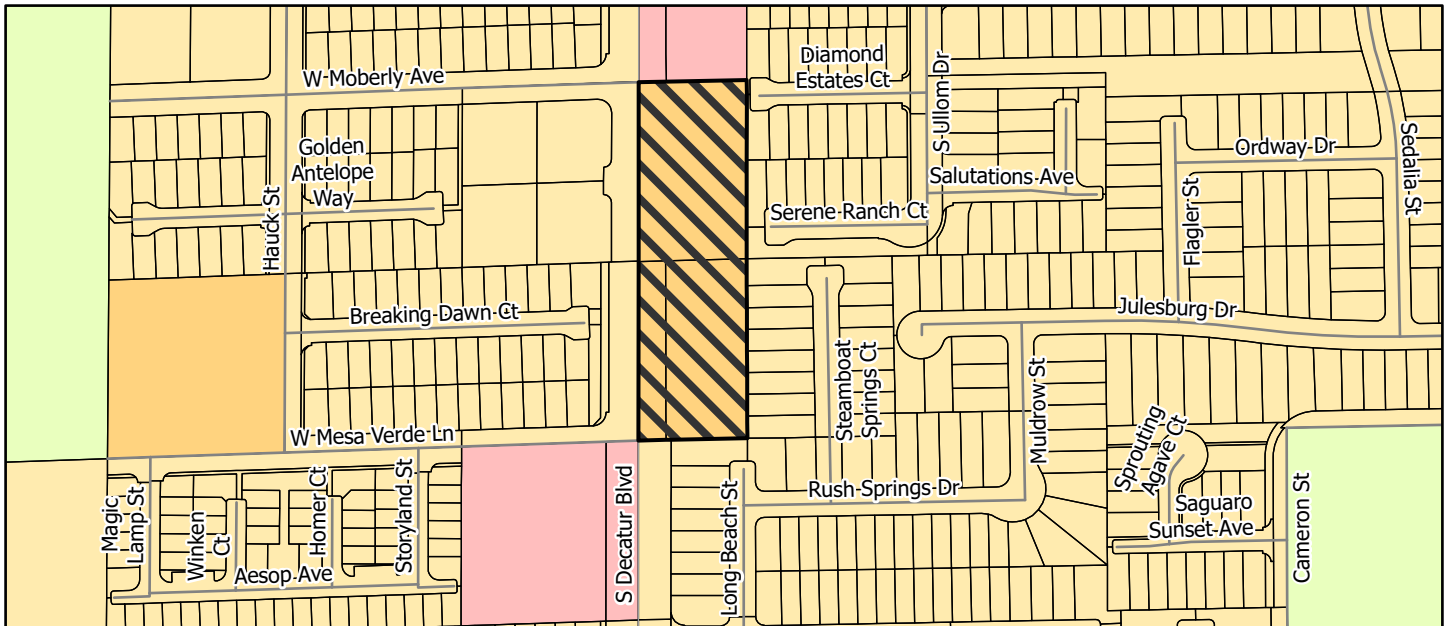 W Moberly Ave
Diamond
Estates Ct
S Ullom Dr
Golden
Antelope
Way
Hauck St
Salutations Ave
Serene Ranch Ct
Ordway Dr
Flagler St
Sedalia St
Breaking Dawn Ct
Julesburg Dr
Steamboat
Springs Ct
Muldrow St
W Mesa Verde Ln
Sprouting
Agave Ct
Magic
Lamp St
Winken
Ct
Homer Ct
Storyland St
Aesop Ave
S Decatur Blvd
Long Beach St
Rush Springs Dr
Saguaro
Sunset Ave
Cameron St